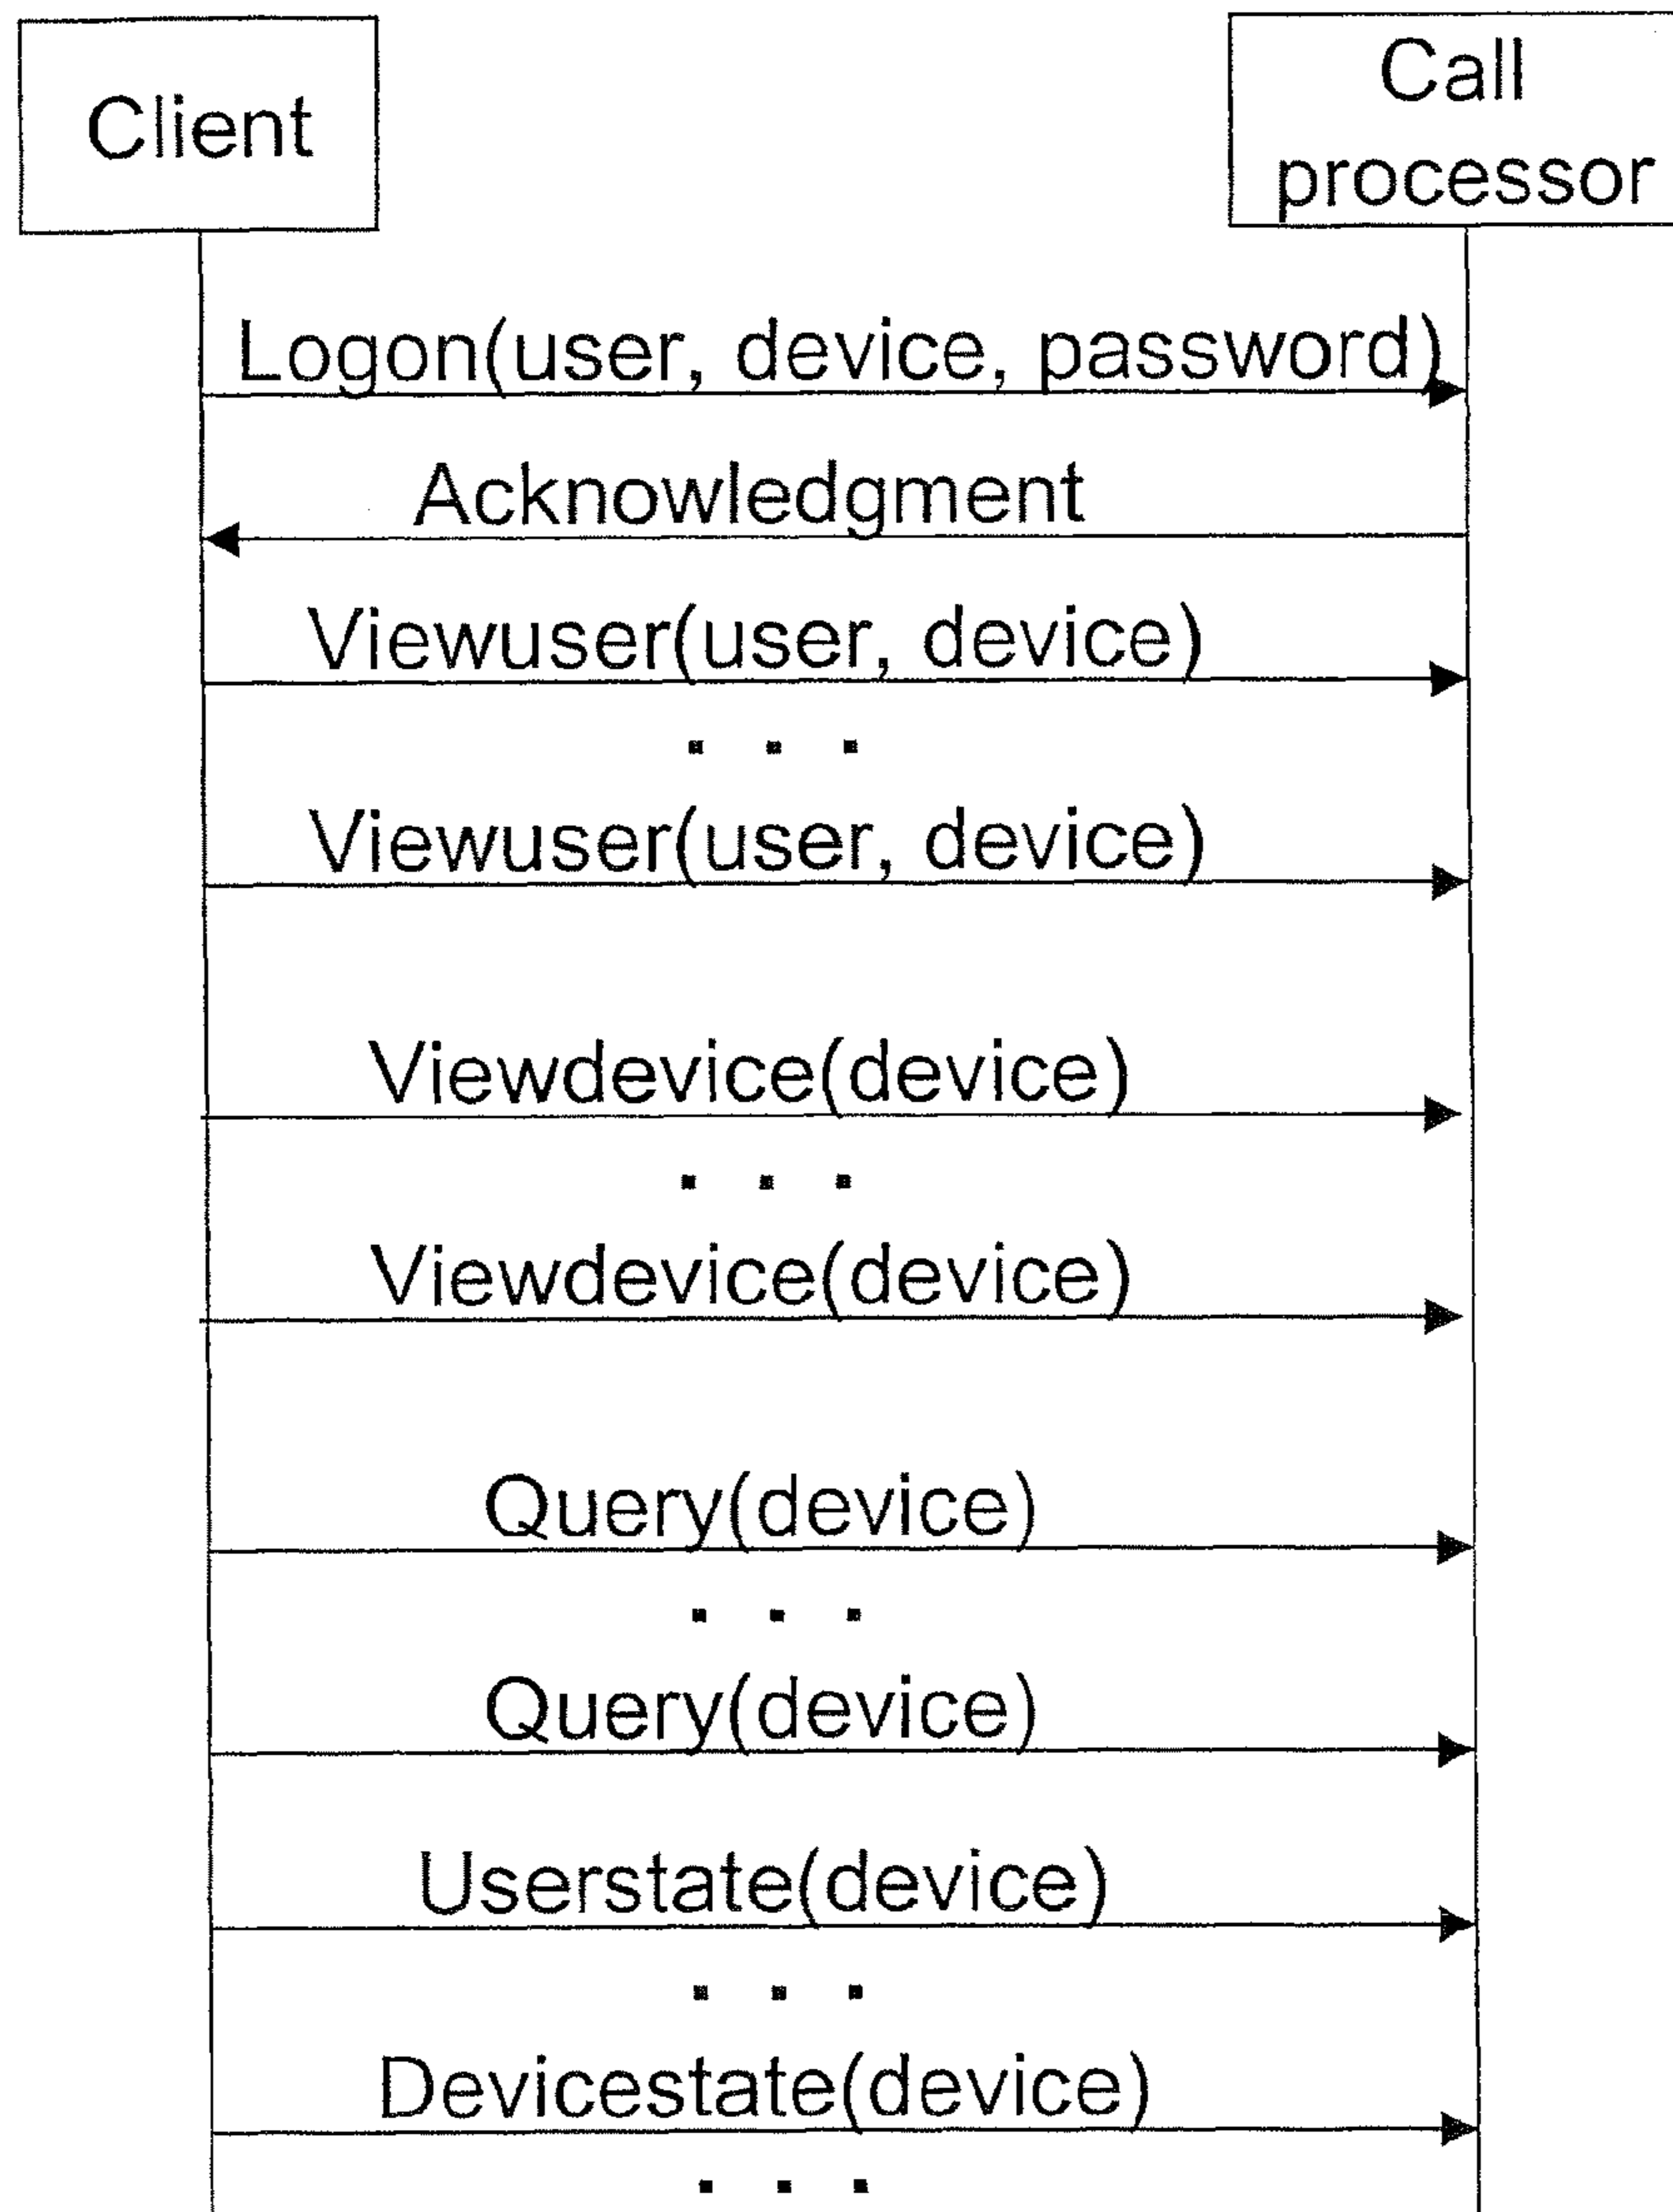 Client
Call
processor
Logon(user, device, password)
Acknowledgment
Viewuser(user, device)
. . .
Viewuser(user, device)
Viewdevice(device)
. . .
Viewdevice(device)
Query(device)
. . .
Query(device)
Userstate(device)
. . .
Devicestate(device)
. . .